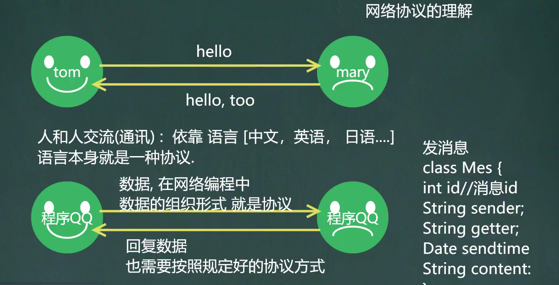 网络协议的理解
hello
tom
mary
hello, too
人和人交流(通讯)：依靠 语言 [中文，英语， 日语....]
语言本身就是一种协议.
发消息
class Mes {
int id//消息id
String sender;
String getter;
Date sendtime
String content:
数据, 在网络编程中
数据的组织形式 就是协议
程序QQ
程序QQ
回复数据
也需要按照规定好的协议方式